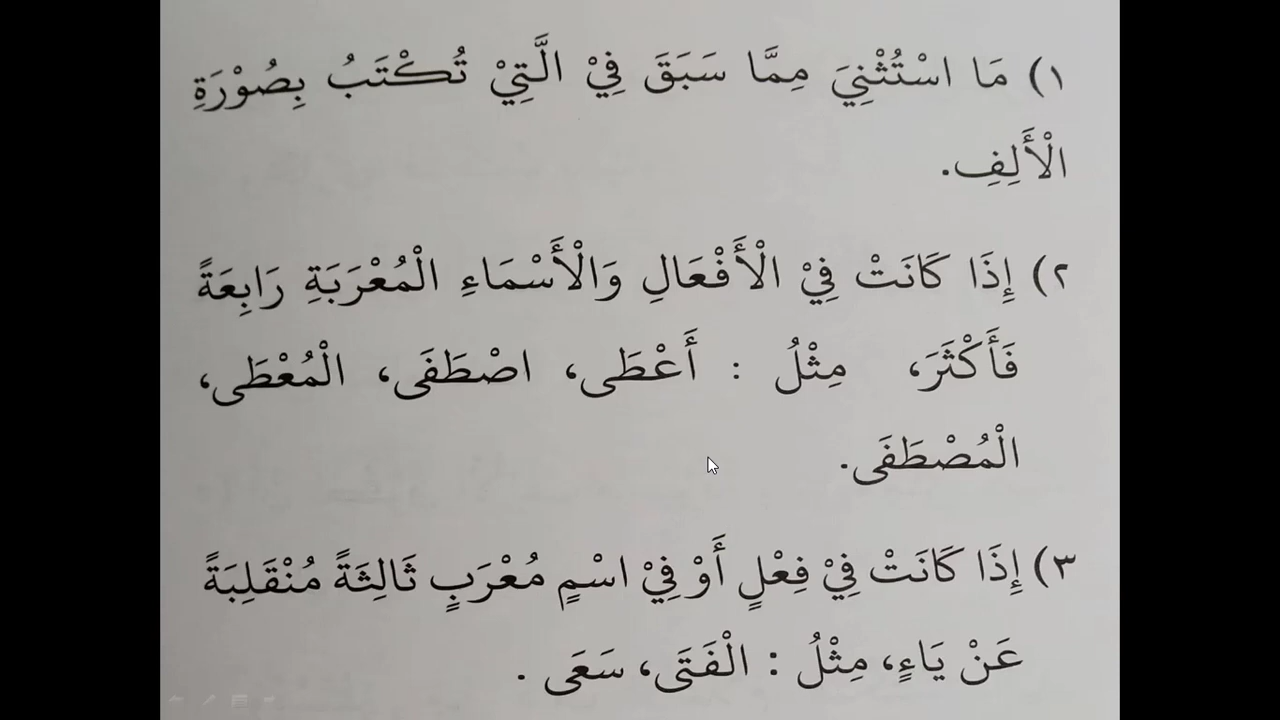 ١) مَا اسْتُثْنِيَ مِمَّا سَبَقَ فِيْ الَّتِيْ تُكْتَبُ بِصُوْرَةِ
الْأَلِفِ.
٢) إِذَا كَانَتْ فِيْ الْأَفْعَالِ وَالْأَسْمَاءِ الْمُعْرَبَةِ رَابِعَةً
فَأَكْثَرَ، مِثْلُ : أَعْطَى، اصْطَفَى، الْمُعْطَى،
الْمُصْطَفَى.
٣) إِذَا كَانَتْ فِيْ فِعْلٍ أَوْ فِيْ اسْمٍ مُعْرَبٍ ثَالِثَةً مُنْقَلِبَةً
عَنْ يَاءٍ، مِثْلُ : الْفَتَى، سَعَى .